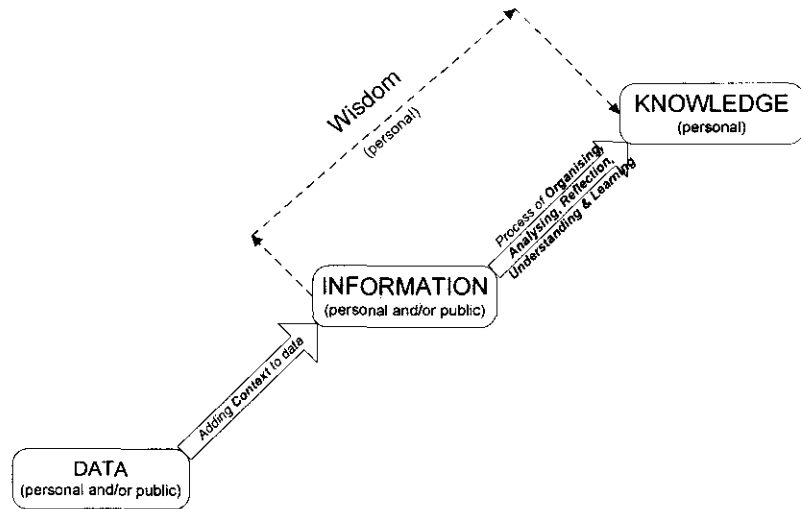 Wisdom
(personal)
KNOWLEDGE
(personal)
Process of Organising,
Analysing, Reflection,
Understanding & Learning
INFORMATION
(personal and/or public)
Adding Context to data
DATA
(personal and/or public)